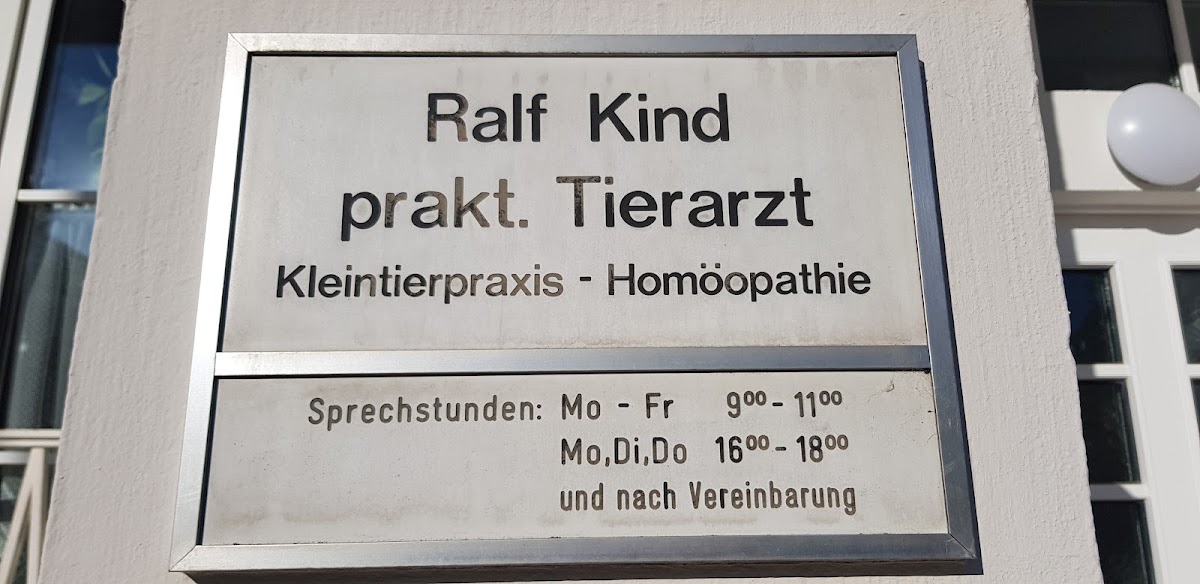 Ralf Kind
prakt. Tierarzt
Kleintierpraxis - Homöopathie
Sprechstunden: Mo - Fr 9⁰⁰ - 11⁰⁰
Mo, Di, Do 16⁰⁰ - 18⁰⁰
und nach Vereinbarung